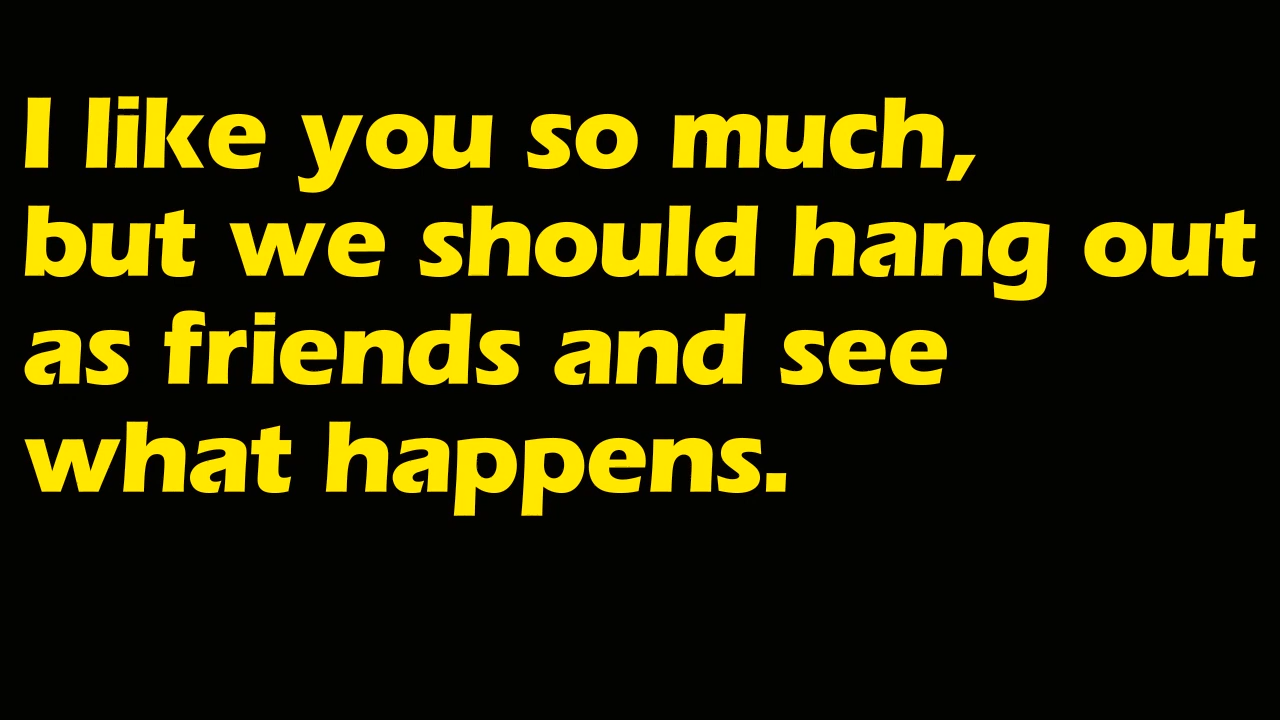 I like you so much,
but we should hang out
as friends and see
what happens.